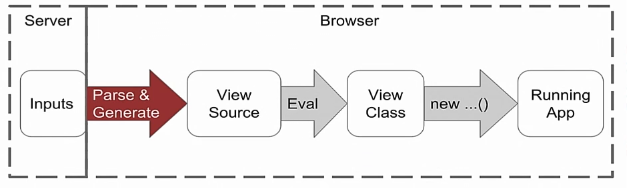 Server
Browser
Inputs
Parse &
Generate
View
Source
Eval
View
Class
new ...()
Running
App